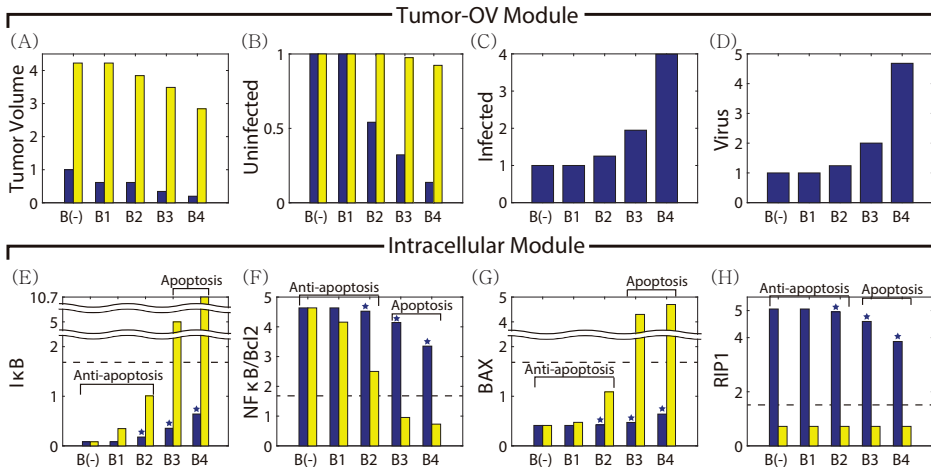 Tumor-OV Module
(A)
Tumor Volume
4
3
2
1
0
B(-) B1 B2 B3 B4
(B)
Uninfected
1
0.5
0
B(-) B1 B2 B3 B4
(C)
Infected
4
3
2
1
0
B(-) B1 B2 B3 B4
(D)
Virus
5
4
3
2
1
0
B(-) B1 B2 B3 B4
Intracellular Module
(E)
IκB
10.7
5
2
1
0
Apoptosis
Anti-apoptosis
B(-) B1 B2 B3 B4
(F)
NFκB/Bcl2
5
4
3
2
1
0
Anti-apoptosis
Apoptosis
B(-) B1 B2 B3 B4
(G)
BAX
5
4
2
1
0
Apoptosis
Anti-apoptosis
B(-) B1 B2 B3 B4
(H)
RIP1
5
4
3
2
1
0
Anti-apoptosis
Apoptosis
B(-) B1 B2 B3 B4